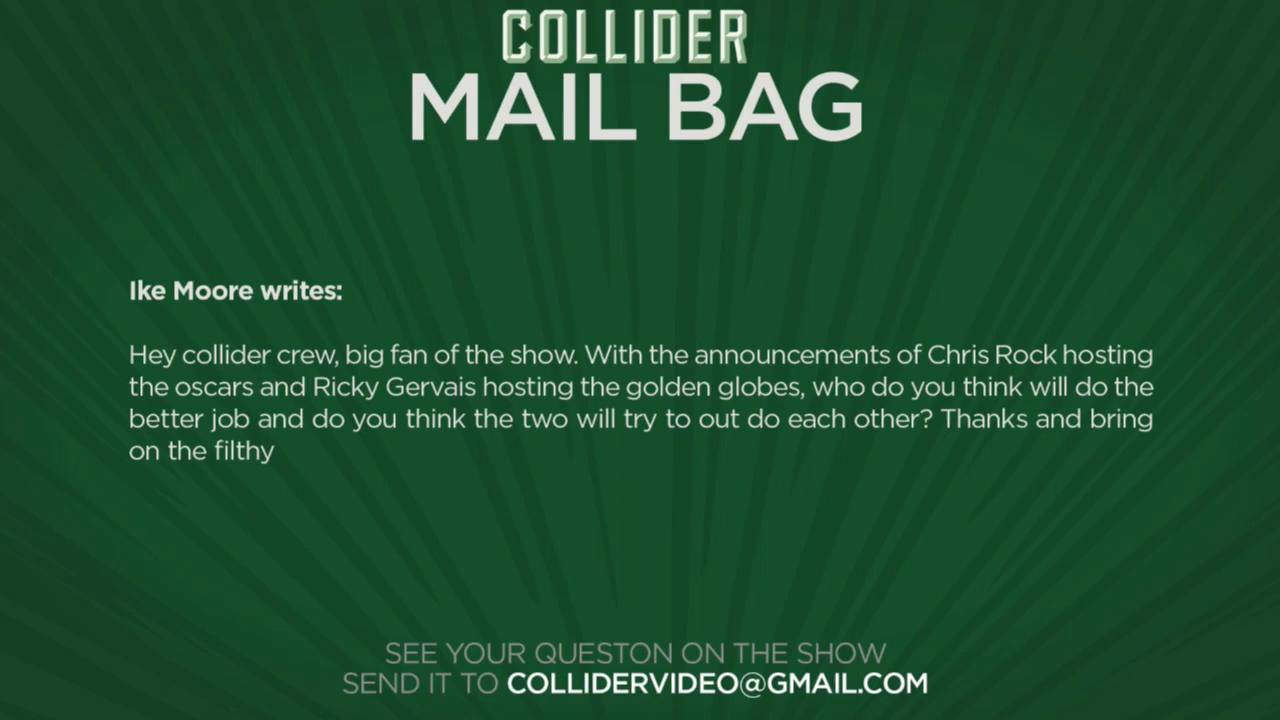 COLLIDER
MAIL BAG
Ike Moore writes:
Hey collider crew, big fan of the show. With the announcements of Chris Rock hosting
the oscars and Ricky Gervais hosting the golden globes, who do you think will do the
better job and do you think the two will try to out do each other? Thanks and bring
on the filthy
SEE YOUR QUESTON ON THE SHOW
SEND IT TO COLLIDERVIDEO@GMAIL.COM